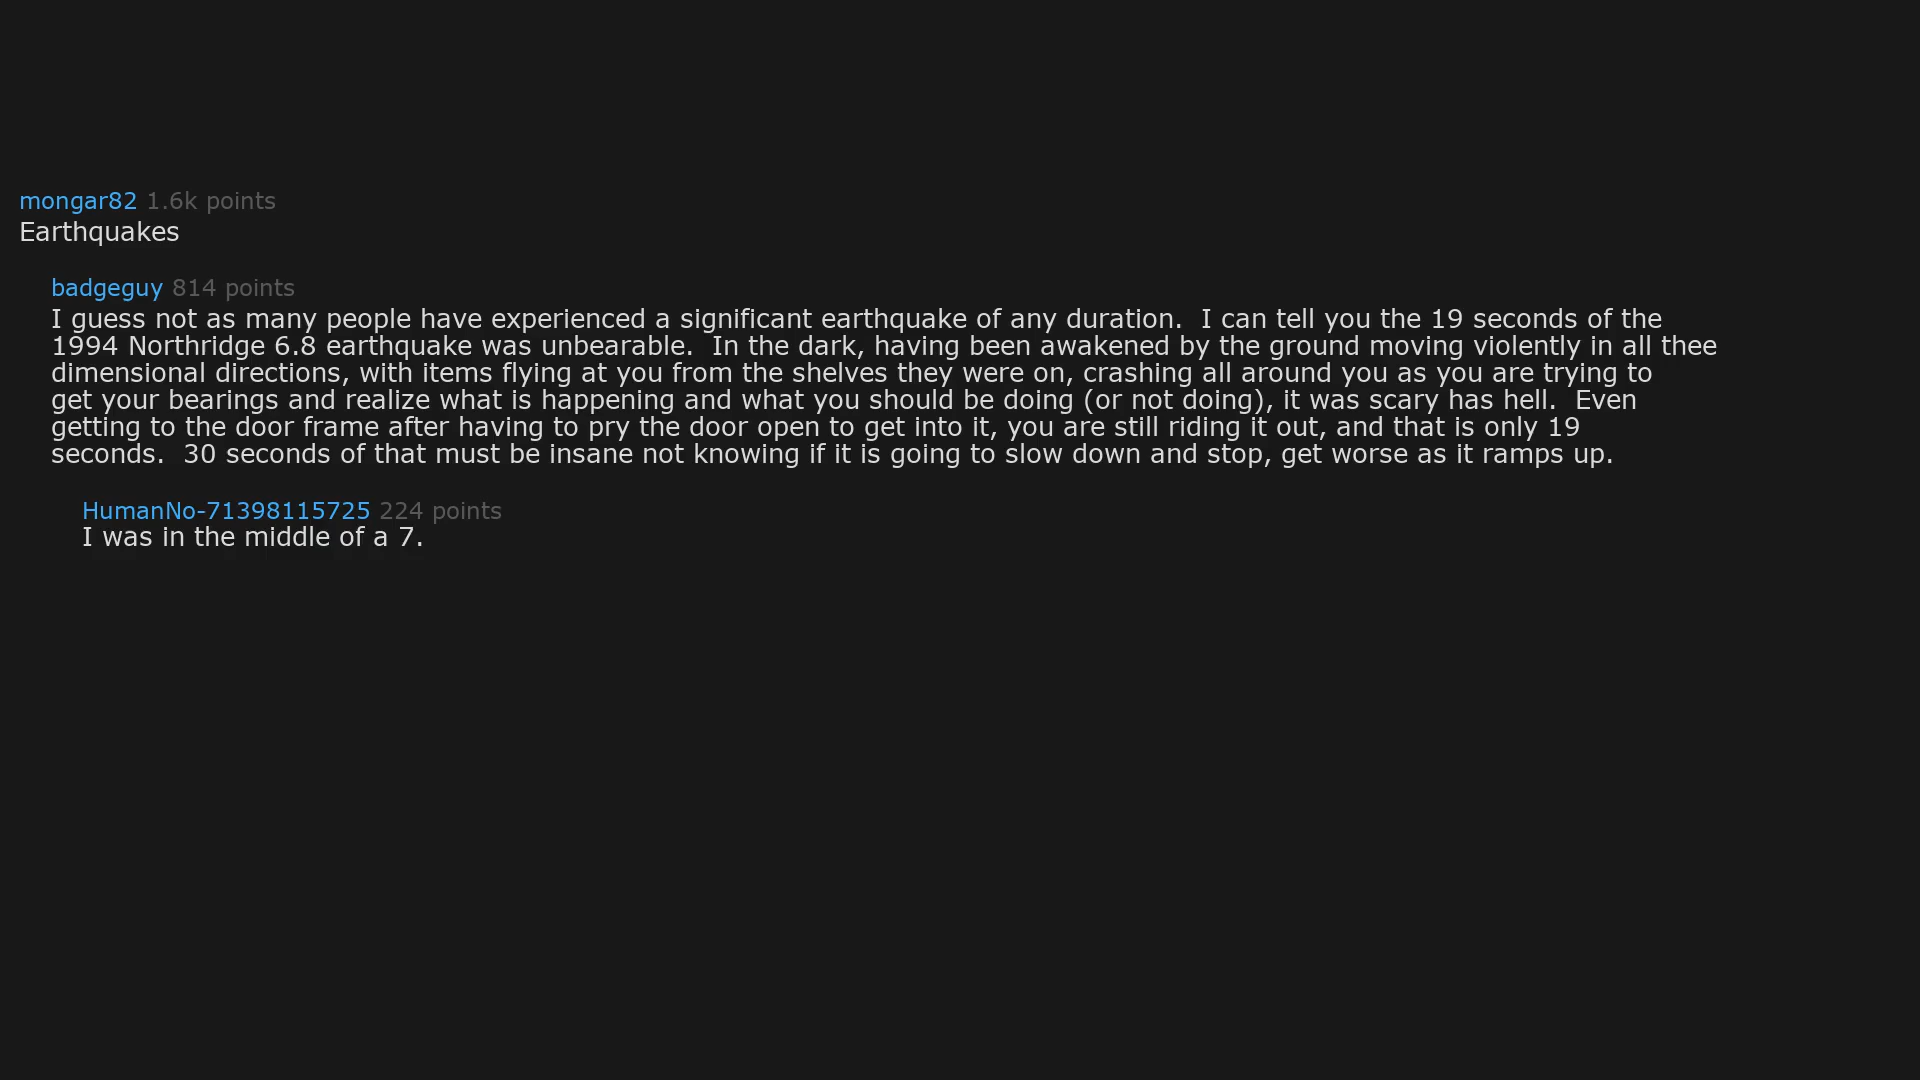 mongar82 1.6k points
Earthquakes
badgeguy 814 points
I guess not as many people have experienced a significant earthquake of any duration.  I can tell you the 19 seconds of the
1994 Northridge 6.8 earthquake was unbearable.  In the dark, having been awakened by the ground moving violently in all thee
dimensional directions, with items flying at you from the shelves they were on, crashing all around you as you are trying to
get your bearings and realize what is happening and what you should be doing (or not doing), it was scary has hell.  Even
getting to the door frame after having to pry the door open to get into it, you are still riding it out, and that is only 19
seconds.  30 seconds of that must be insane not knowing if it is going to slow down and stop, get worse as it ramps up.
HumanNo-71398115725 224 points
I was in the middle of a 7.